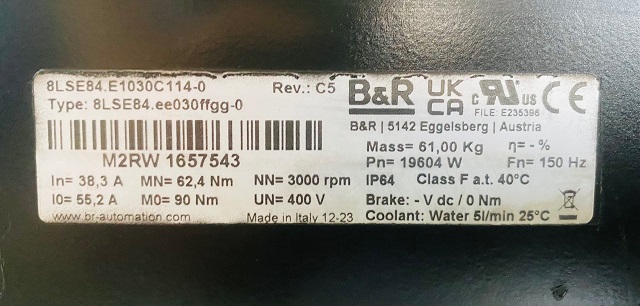 8LSE84.E1030C114-0 Rev.: C5
Type: 8LSE84.ee030ffgg-0
M2RW 1657543
In= 38,3 A MN= 62,4 Nm NN= 3000 rpm
I0= 55,2 A M0= 90 Nm UN= 400 V
www.br-automation.com Made in Italy 12-23
B&R UK CA c RU US CE
FILE: E235396
B&R | 5142 Eggelsberg | Austria
Mass= 61,00 Kg η= - %
Pn= 19604 W Fn= 150 Hz
IP64 Class F a.t. 40°C
Brake: - V dc / 0 Nm
Coolant: Water 5l/min 25°C